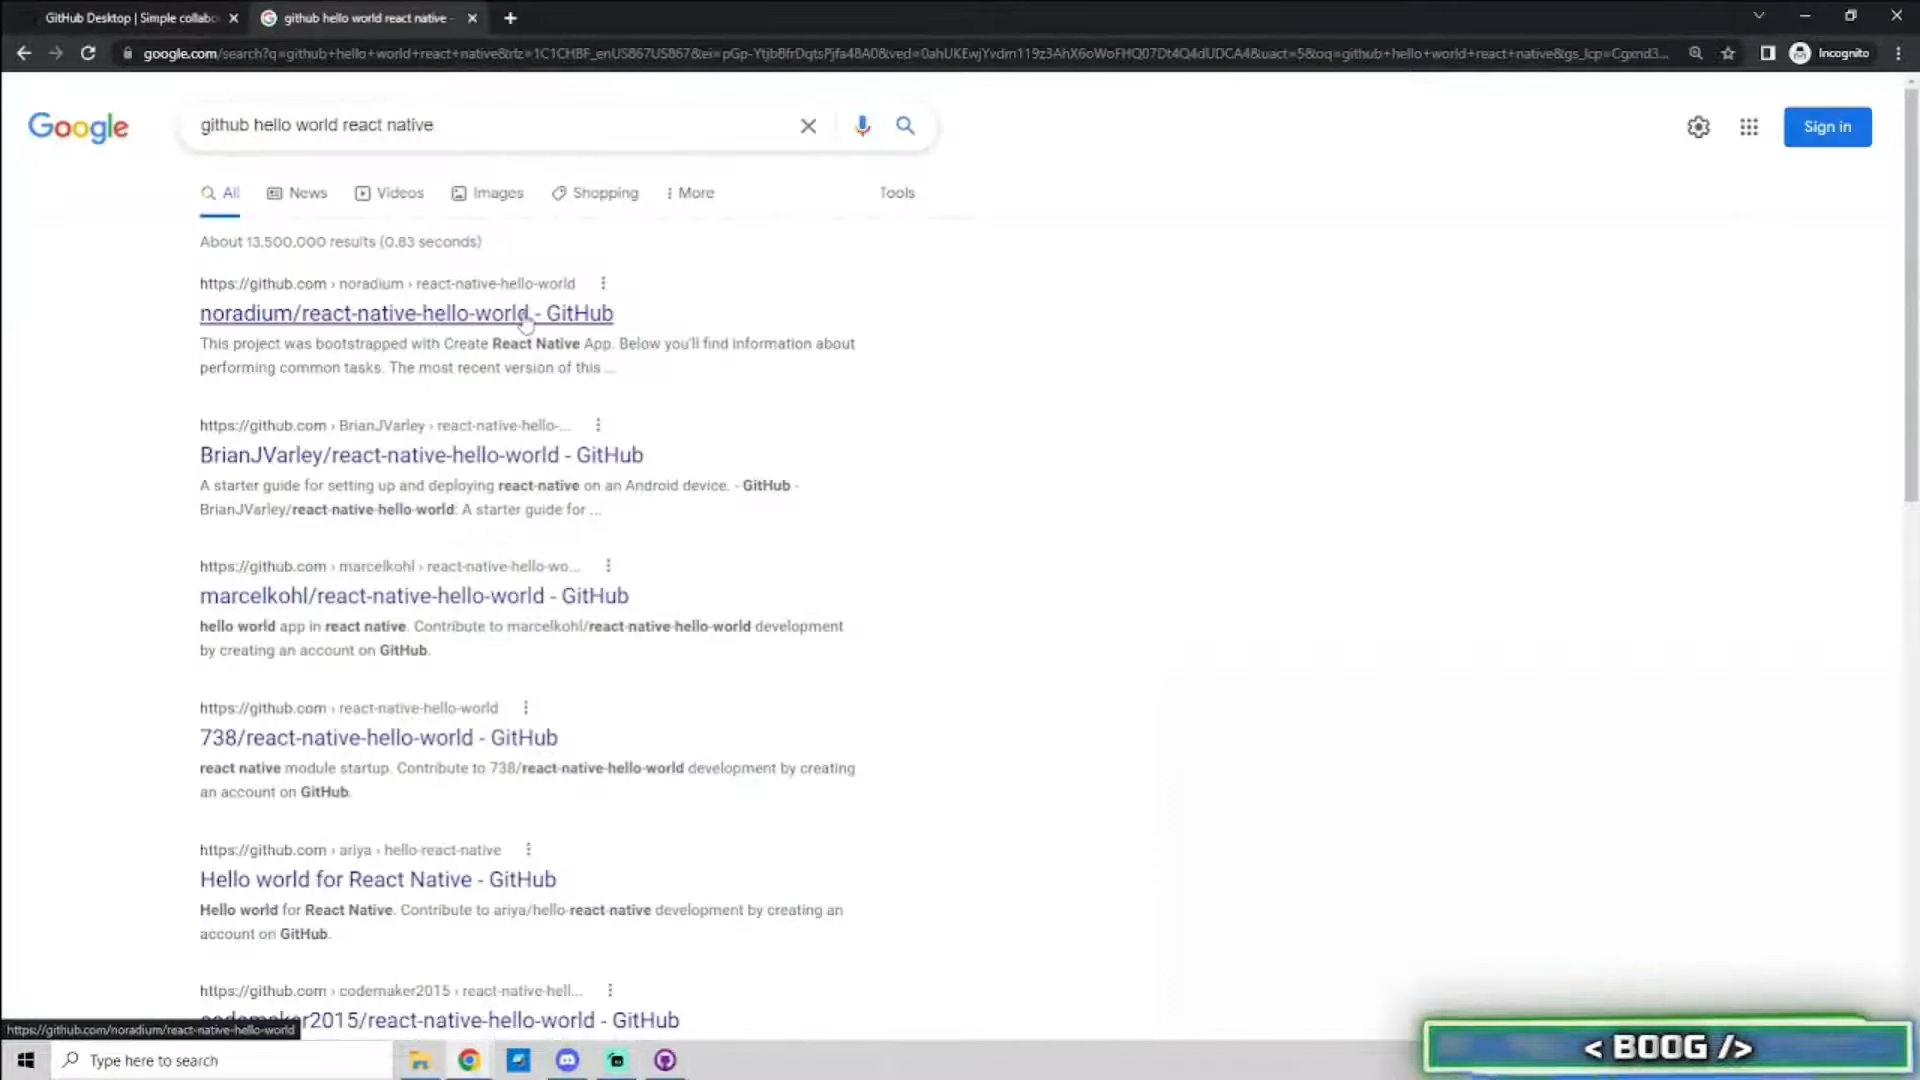 GitHub Desktop | Simple collabo
github hello world react native -
Incognito
Google
github hello world react native
Sign in
All News Videos Images Shopping More Tools
About 13,500,000 results (0.83 seconds)
https://github.com › noradium › react-native-hello-world
noradium/react-native-hello-world - GitHub
This project was bootstrapped with Create React Native App. Below you'll find information about
performing common tasks. The most recent version of this ...
https://github.com › BrianJVarley › react-native-hello-...
BrianJVarley/react-native-hello-world - GitHub
A starter guide for setting up and deploying react-native on an Android device. - GitHub -
BrianJVarley/react-native-hello-world: A starter guide for ...
https://github.com › marcelkohl › react-native-hello-wo...
marcelkohl/react-native-hello-world - GitHub
hello world app in react native. Contribute to marcelkohl/react-native-hello-world development
by creating an account on GitHub.
https://github.com › react-native-hello-world
738/react-native-hello-world - GitHub
react native module startup. Contribute to 738/react-native-hello-world development by creating
an account on GitHub.
https://github.com › ariya › hello-react-native
Hello world for React Native - GitHub
Hello world for React Native. Contribute to ariya/hello-react-native development by creating an
account on GitHub.
https://github.com › codemaker2015 › react-native-hell...
codemaker2015/react-native-hello-world - GitHub
https://github.com/noradium/react-native-hello-world
Type here to search
< BOOG />